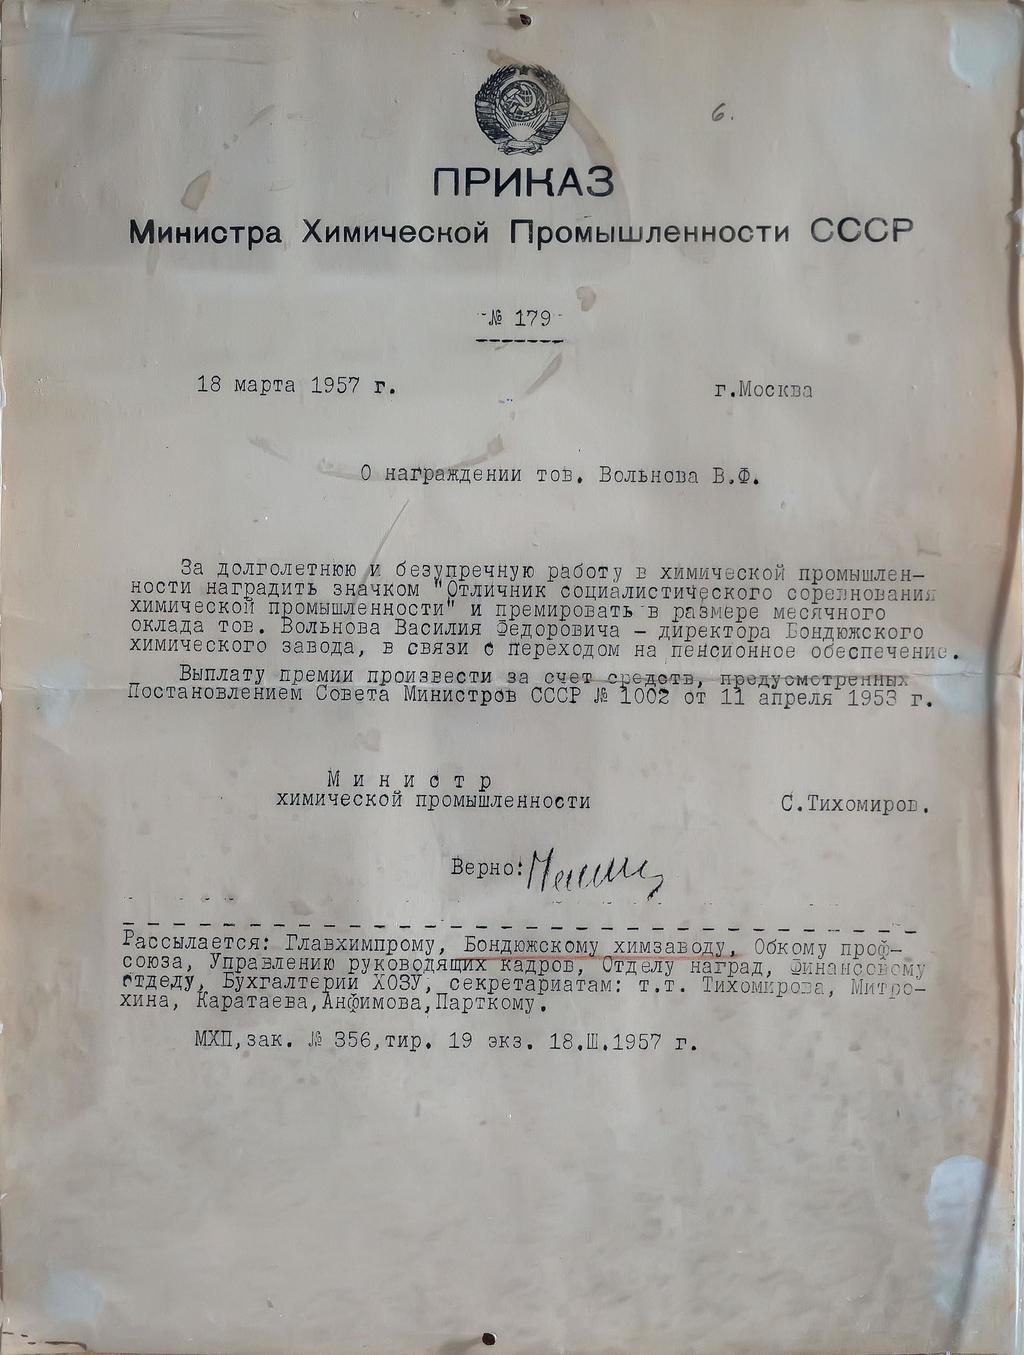 6.
ПРИКАЗ
Министра Химической Промышленности СССР
№ 179
18 марта 1957 г.
г.Москва
О награждении тов. Вольнова В.Ф.
За долголетнюю и безупречную работу в химической промышлен-
ности наградить значком "Отличник социалистического соревнования
химической промышленности" и премировать в размере месячного
оклада тов. Вольнова Василия Федоровича - директора Бондюжского
химического завода, в связи с переходом на пенсионное обеспечение.
Выплату премии произвести за счет средств, предусмотренных
Постановлением Совета Министров СССР № 1002 от 11 апреля 1953 г.
Министр
химической промышленности
С.Тихомиров.
Верно:
Рассылается: Главхимпрому, Бондюжскому химзаводу, Обкому проф-
союза, Управлению руководящих кадров, Отделу наград, Финансовому
отделу, Бухгалтерии ХОЗУ, секретариатам: т.т. Тихомирова, Митро-
хина, Каратаева,Анфимова,Парткому.
МХП,зак. № 356,тир. 19 экз. 18.Ш.1957 г.